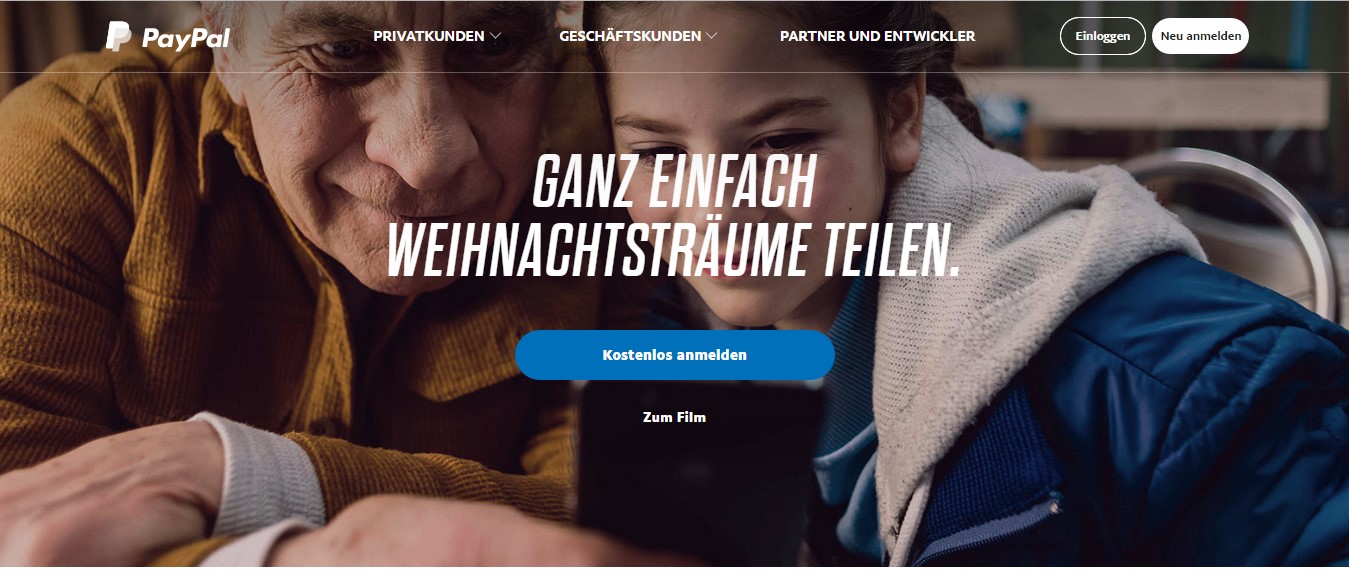 PayPal
PRIVATKUNDEN
GESCHÄFTSKUNDEN
PARTNER UND ENTWICKLER
Einloggen
Neu anmelden
GANZ EINFACH
WEIHNACHTSTRÄUME TEILEN.
Kostenlos anmelden
Zum Film